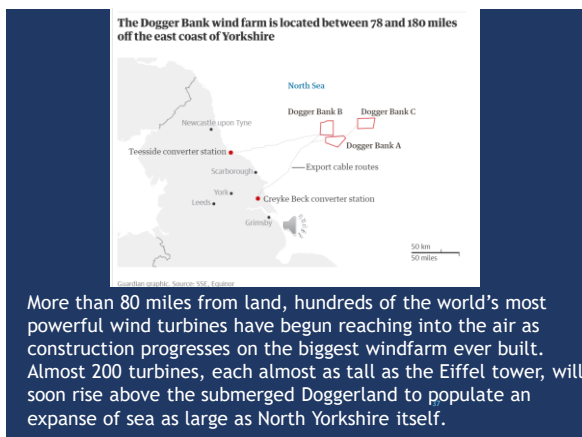 The Dogger Bank wind farm is located between 78 and 180 miles
off the east coast of Yorkshire
North Sea
Dogger Bank B
Dogger Bank C
Newcastle upon Tyne
Dogger Bank A
Teesside converter station
Export cable routes
Scarborough
York
Leeds
Creyke Beck converter station
Grimsby
50 km
50 miles
Guardian graphic. Source: SSE, Equinor
More than 80 miles from land, hundreds of the world's most
powerful wind turbines have begun reaching into the air as
construction progresses on the biggest windfarm ever built.
Almost 200 turbines, each almost as tall as the Eiffel tower, will
soon rise above the submerged Doggerland to populate an
expanse of sea as large as North Yorkshire itself.